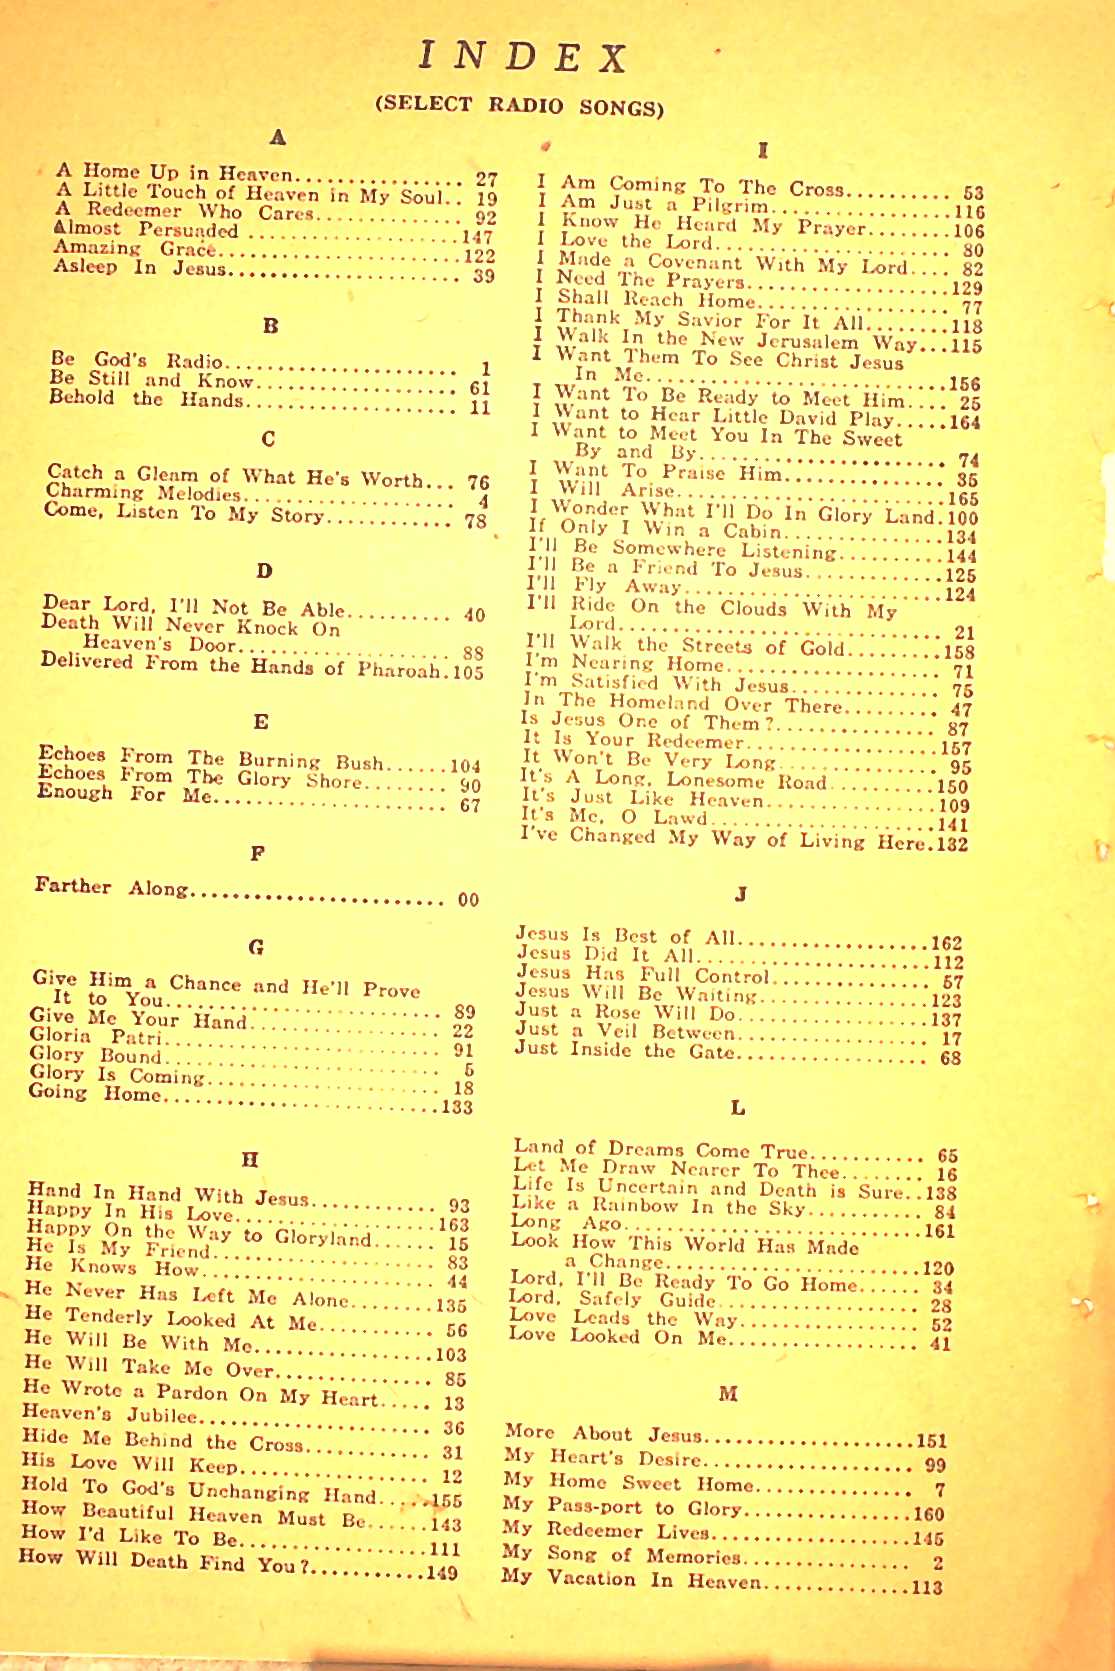 INDEX
(SELECT RADIO SONGS)
A
A Home Up in Heaven................ 27
A Little Touch of Heaven in My Soul.. 19
A Redeemer Who Cares.............. 92
Almost Persuaded ....................147
Amazing Grace.......................122
Asleep In Jesus...................... 39
B
Be God's Radio...................... 1
Be Still and Know................... 61
Behold the Hands.................... 11
C
Catch a Gleam of What He's Worth... 76
Charming Melodies.................... 4
Come, Listen To My Story............ 78
D
Dear Lord, I'll Not Be Able.......... 40
Death Will Never Knock On
Heaven's Door.................... 88
Delivered From the Hands of Pharoah.105
E
Echoes From The Burning Bush......104
Echoes From The Glory Shore........ 90
Enough For Me...................... 67
F
Farther Along........................ 00
G
Give Him a Chance and He'll Prove
It to You.......................... 89
Give Me Your Hand.................. 22
Gloria Patri.......................... 91
Glory Bound.......................... 5
Glory Is Coming...................... 18
Going Home..........................133
H
Hand In Hand With Jesus............ 93
Happy In His Love...................163
Happy On the Way to Gloryland...... 15
He Is My Friend..................... 83
He Knows How...................... 44
He Never Has Left Me Alone........135
He Tenderly Looked At Me........... 56
He Will Be With Me.................103
He Will Take Me Over............... 85
He Wrote a Pardon On My Heart..... 13
Heaven's Jubilee...................... 36
Hide Me Behind the Cross............ 31
His Love Will Keep.................. 12
Hold To God's Unchanging Hand.....155
How Beautiful Heaven Must Be......143
How I'd Like To Be..................111
How Will Death Find You?...........149
I
I Am Coming To The Cross.......... 53
I Am Just a Pilgrim.................116
I Know He Heard My Prayer........106
I Love the Lord...................... 80
I Made a Covenant With My Lord.... 82
I Need The Prayers...................129
I Shall Reach Home.................. 77
I Thank My Savior For It All........118
I Walk In the New Jerusalem Way...115
I Want Them To See Christ Jesus
In Me.............................156
I Want To Be Ready to Meet Him.... 25
I Want to Hear Little David Play.....164
I Want to Meet You In The Sweet
By and By........................ 74
I Want To Praise Him............... 35
I Will Arise..........................165
I Wonder What I'll Do In Glory Land.100
If Only I Win a Cabin...............134
I'll Be Somewhere Listening..........144
I'll Be a Friend To Jesus.............125
I'll Fly Away........................124
I'll Ride On the Clouds With My
Lord............................... 21
I'll Walk the Streets of Gold.........158
I'm Nearing Home.................... 71
I'm Satisfied With Jesus.............. 75
In The Homeland Over There......... 47
Is Jesus One of Them?............... 87
It Is Your Redeemer..................157
It Won't Be Very Long............... 95
It's A Long, Lonesome Road..........150
It's Just Like Heaven................109
It's Me, O Lawd.....................141
I've Changed My Way of Living Here.132
J
Jesus Is Best of All..................162
Jesus Did It All......................112
Jesus Has Full Control............... 57
Jesus Will Be Waiting................123
Just a Rose Will Do..................137
Just a Veil Between.................. 17
Just Inside the Gate.................. 68
L
Land of Dreams Come True........... 65
Let Me Draw Nearer To Thee........ 16
Life Is Uncertain and Death is Sure..138
Like a Rainbow In the Sky........... 84
Long Ago............................161
Look How This World Has Made
a Change........................120
Lord, I'll Be Ready To Go Home...... 34
Lord, Safely Guide................... 28
Love Leads the Way................. 52
Love Looked On Me.................. 41
M
More About Jesus....................151
My Heart's Desire.................... 99
My Home Sweet Home............... 7
My Pass-port to Glory................160
My Redeemer Lives...................145
My Song of Memories................ 2
My Vacation In Heaven..............113